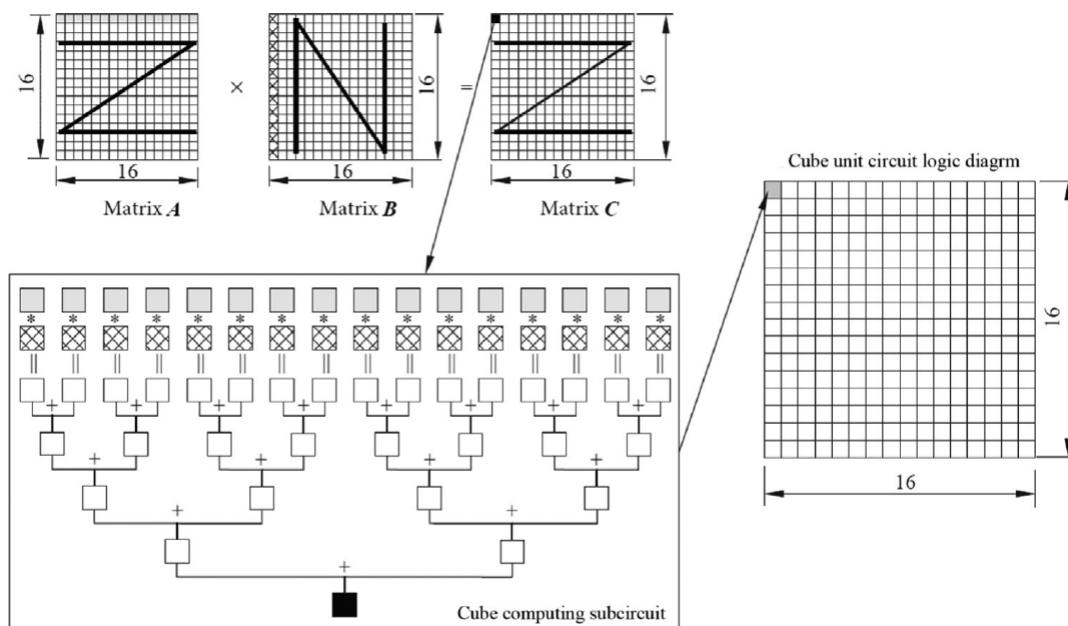 16
×
16
=
16
16
16
16
Matrix A
Matrix B
Matrix C
Cube unit circuit logic diagrm
* * * * * * * * * * * * * * * *
= = = = = = = = = = = = = = = =
+ + + + + + + +
+ + + +
+ +
+
16
16
Cube computing subcircuit